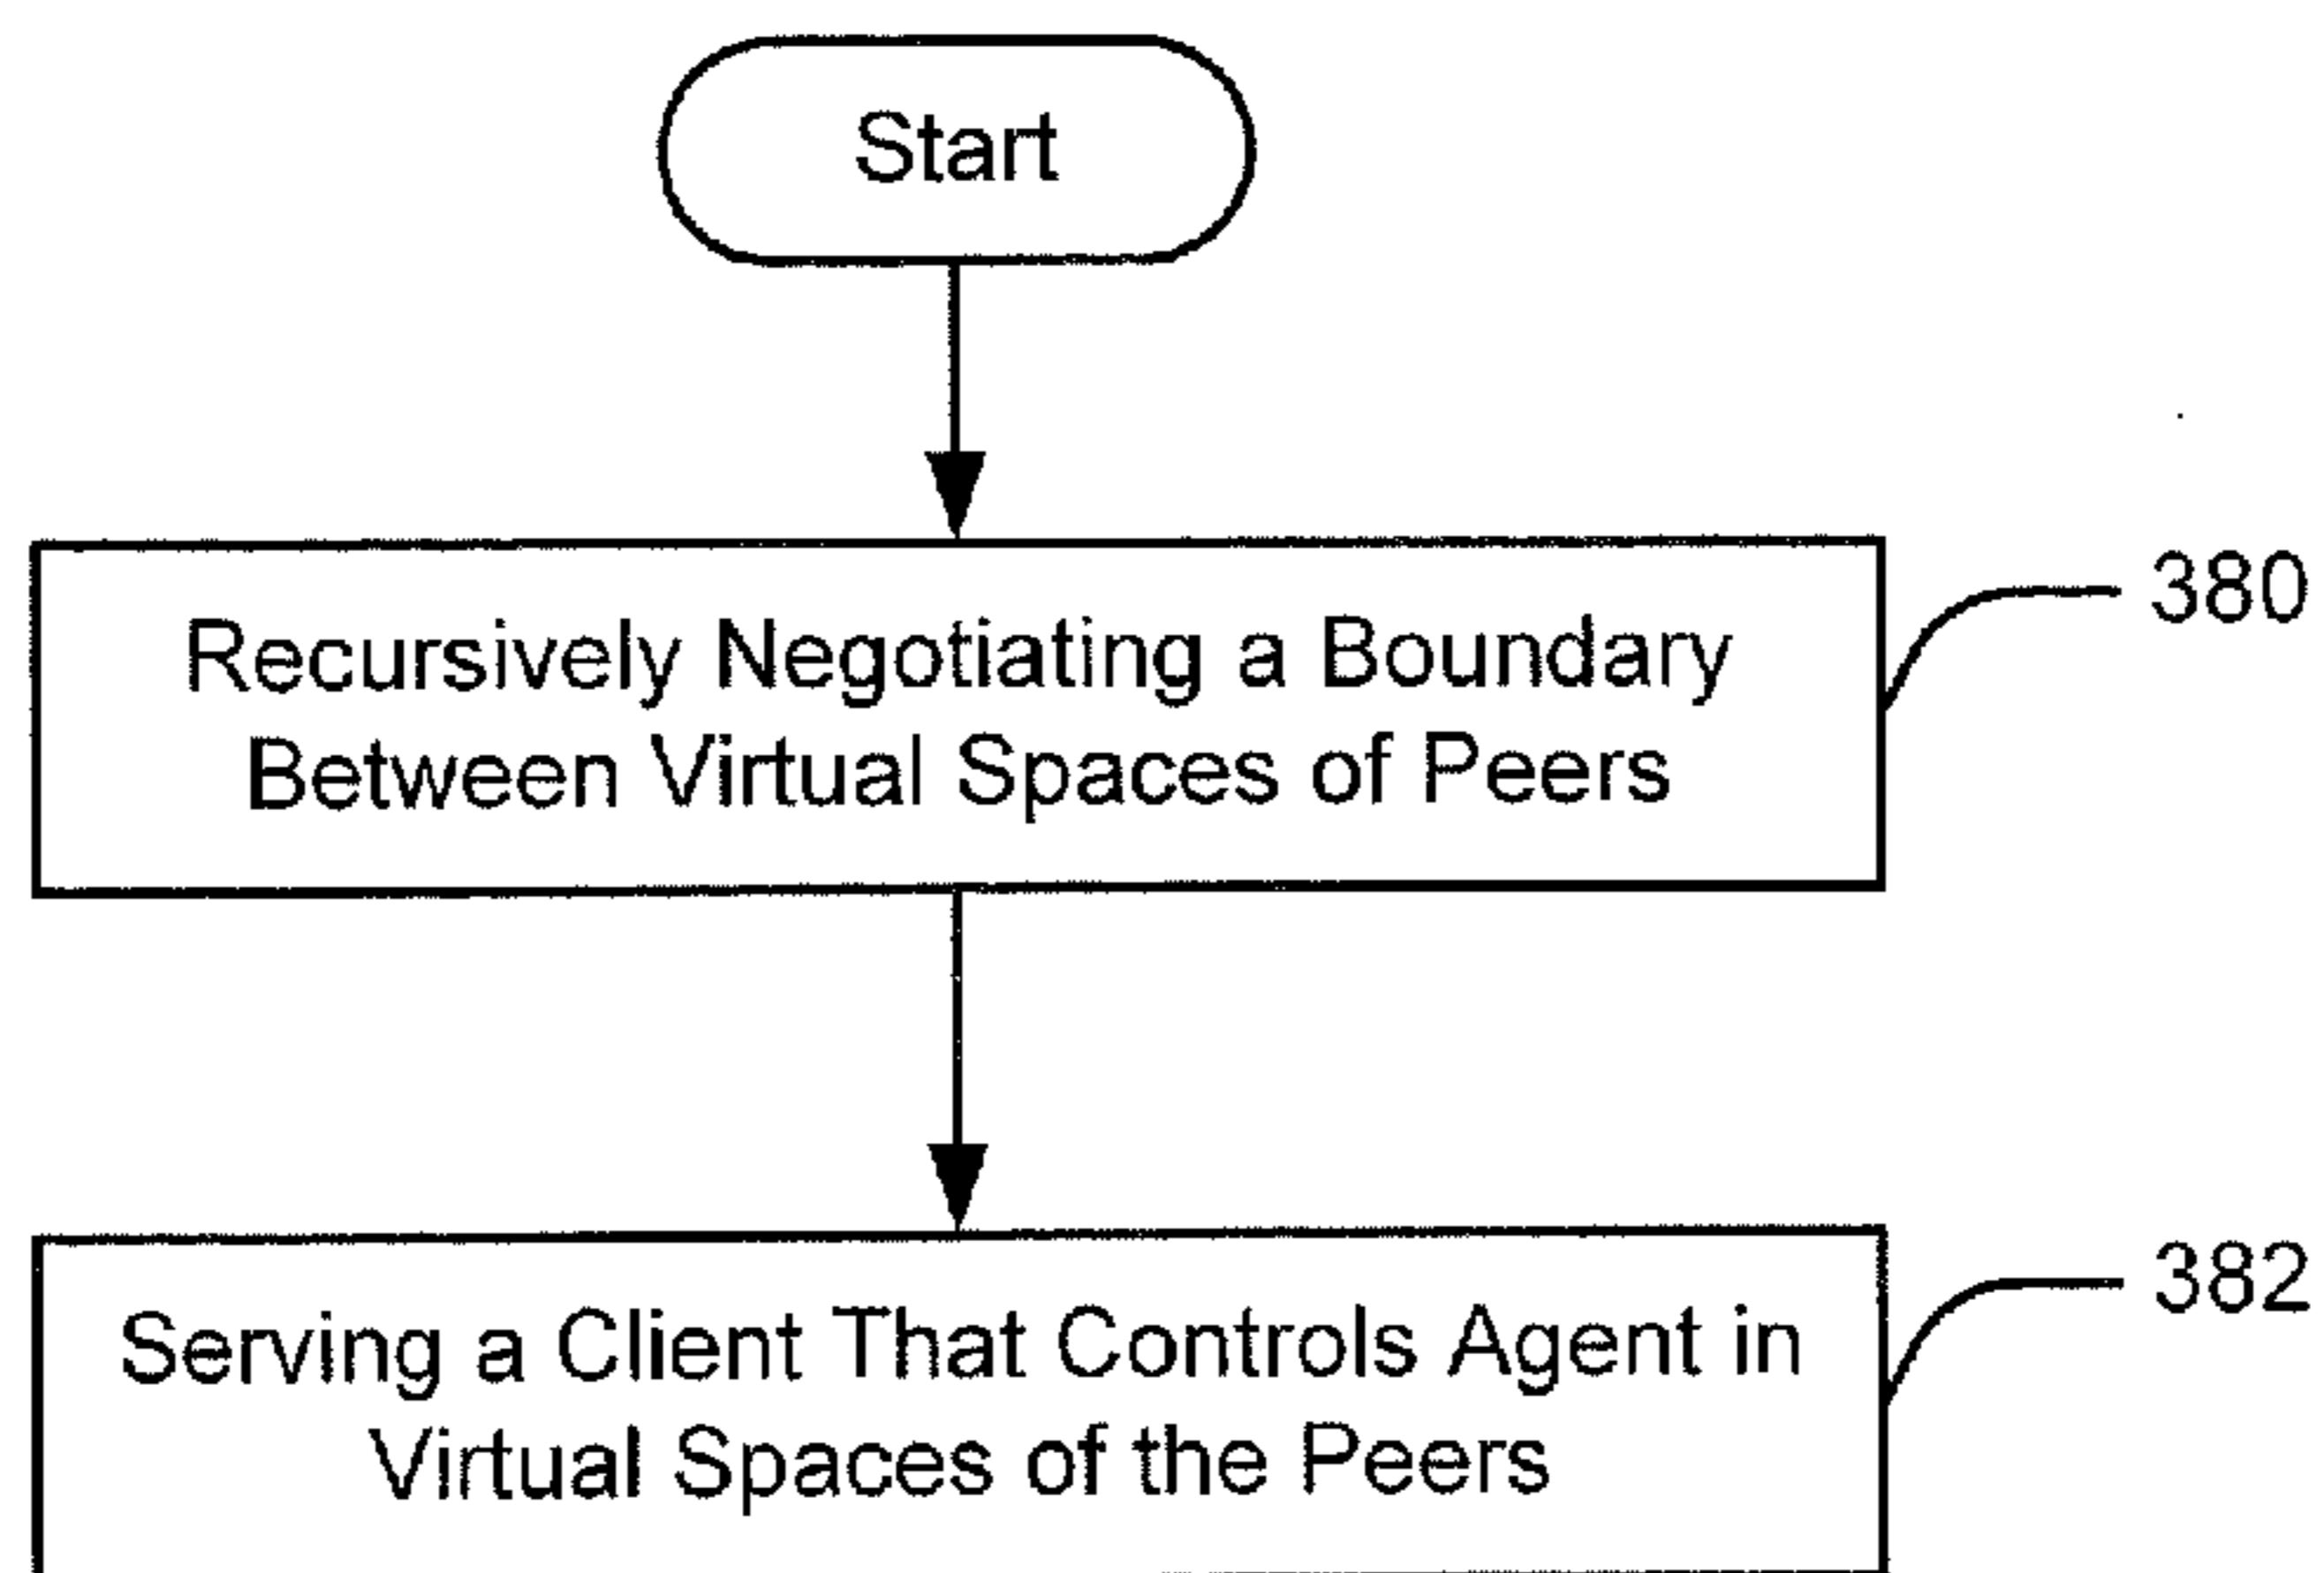 Start
Recursively Negotiating a Boundary
Between Virtual Spaces of Peers
380
Serving a Client That Controls Agent in
Virtual Spaces of the Peers
382